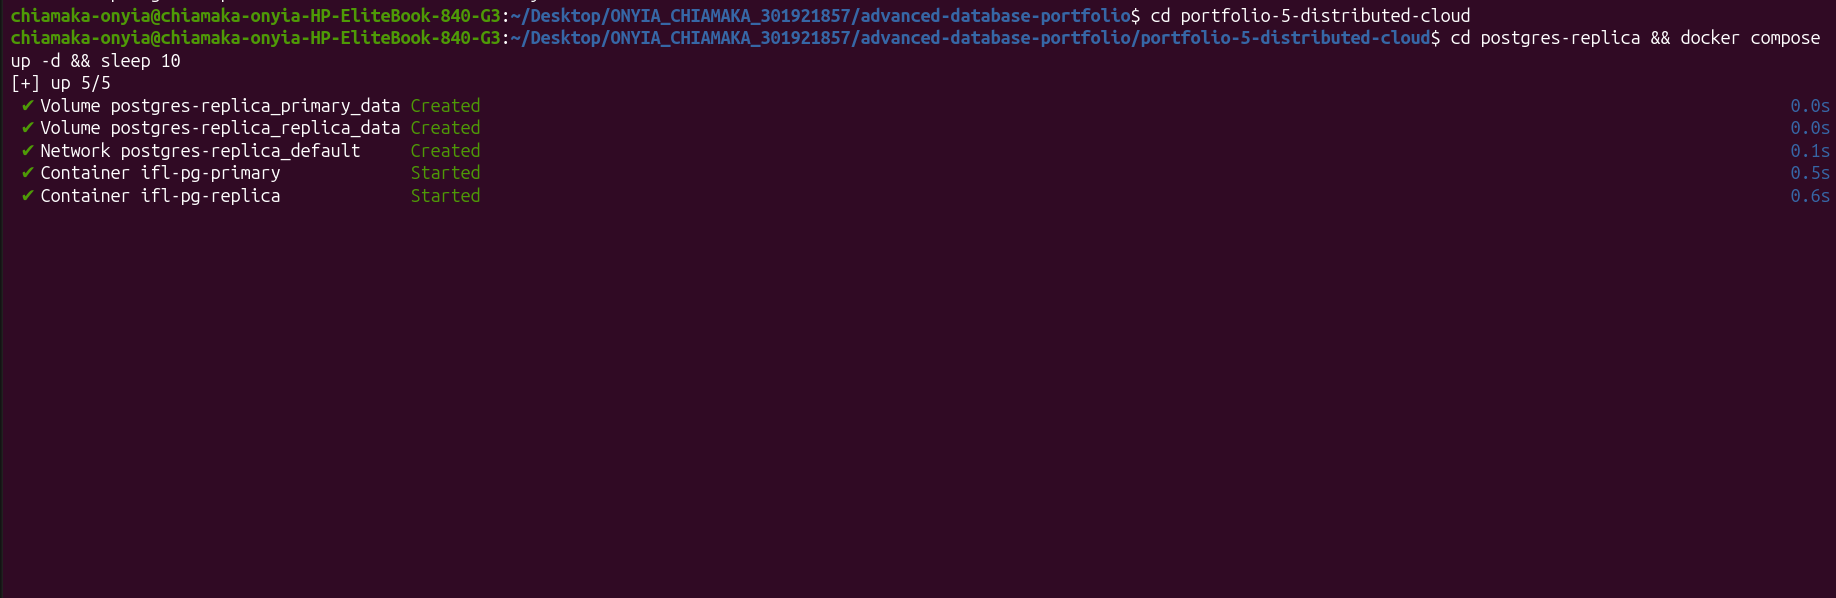 chiamaka-onyia@chiamaka-onyia-HP-EliteBook-840-G3:~/Desktop/ONYIA_CHIAMAKA_301921857/advanced-database-portfolio$ cd portfolio-5-distributed-cloud
chiamaka-onyia@chiamaka-onyia-HP-EliteBook-840-G3:~/Desktop/ONYIA_CHIAMAKA_301921857/advanced-database-portfolio/portfolio-5-distributed-cloud$ cd postgres-replica && docker compose
up -d && sleep 10
[+] up 5/5
✔ Volume postgres-replica_primary_data Created 0.0s
✔ Volume postgres-replica_replica_data Created 0.0s
✔ Network postgres-replica_default Created 0.1s
✔ Container ifl-pg-primary Started 0.5s
✔ Container ifl-pg-replica Started 0.6s